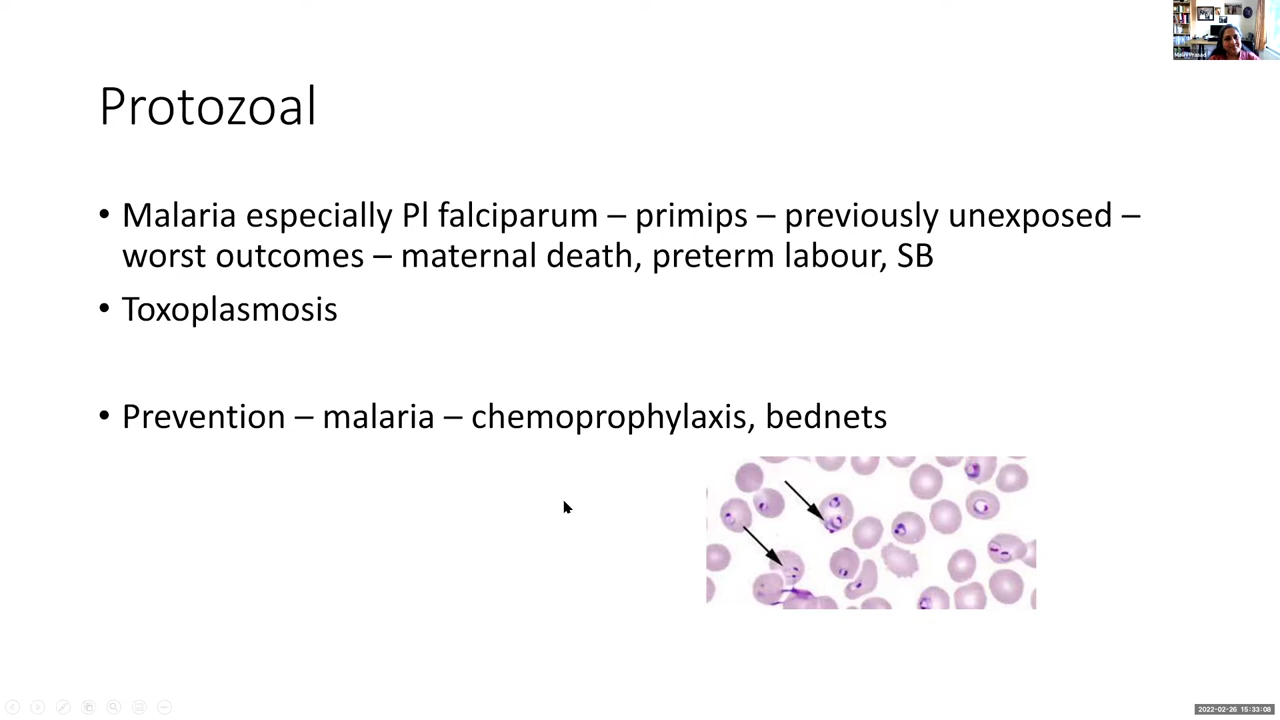 Protozoal
• Malaria especially Pl falciparum – primips – previously unexposed –
worst outcomes – maternal death, preterm labour, SB
• Toxoplasmosis
• Prevention – malaria – chemoprophylaxis, bednets
2022-02-26 15:33:08